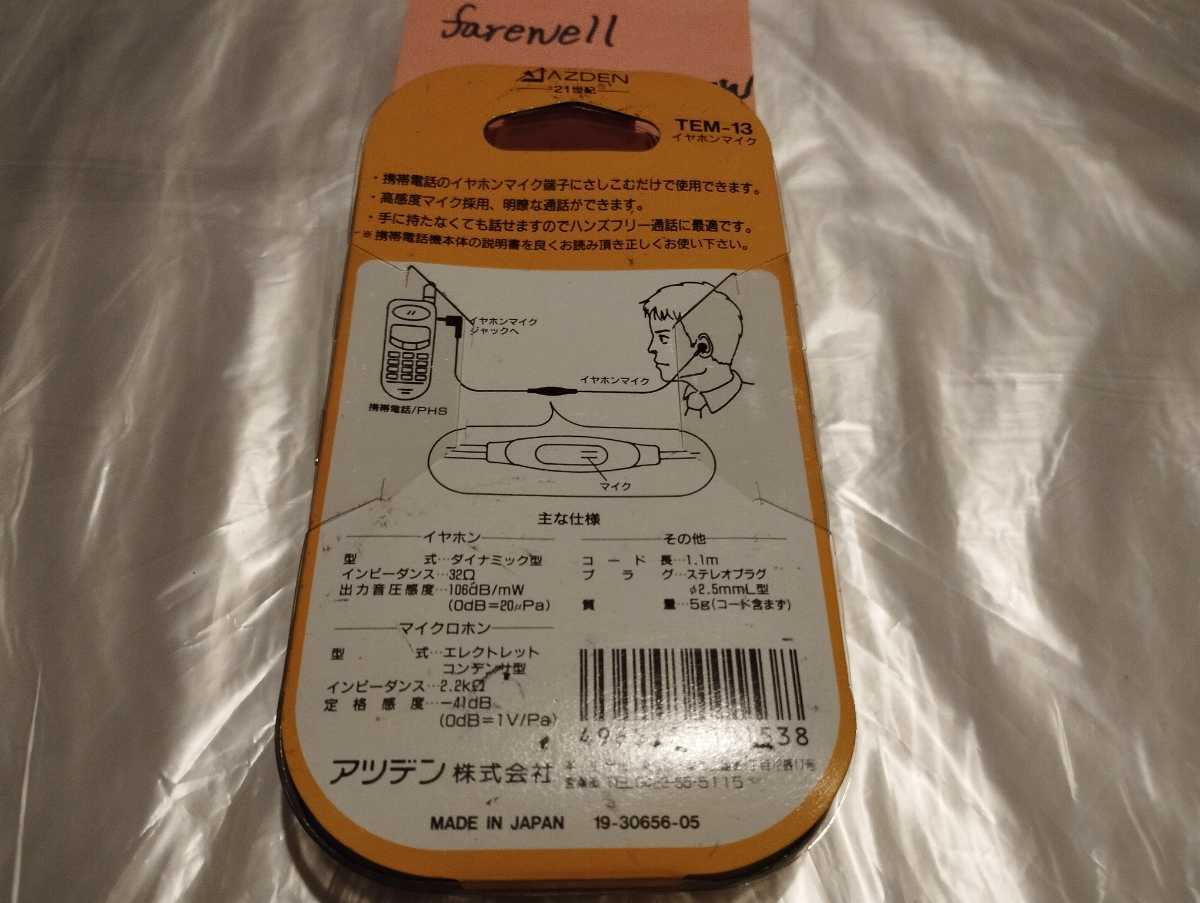 farewell
AZDEN
21世紀
TEM-13
イヤホンマイク
・携帯電話のイヤホンマイク端子にさしこむだけで使用できます。
・高感度マイク採用、明瞭な通話ができます。
・手に持たなくても話せますのでハンズフリー通話に最適です。
※携帯電話機本体の説明書を良くお読み頂き正しくお使い下さい。
イヤホンマイク
ジャックへ
イヤホンマイク
携帯電話/PHS
マイク
主な仕様
イヤホン
型 式…ダイナミック型
インピーダンス…32Ω
出力音圧感度…106dB/mW
(0dB=20μPa)
マイクロホン
型 式…エレクトレット
コンデンサ型
インピーダンス…2.2kΩ
定格感度…-41dB
(0dB=1V/Pa)
その他
コード長…1.1m
プラグ…ステレオプラグ
φ2.5mmL型
質 量…5g(コード含まず)
538
アツデン株式会社
TEL 0422-55-5115
MADE IN JAPAN 19-30656-05